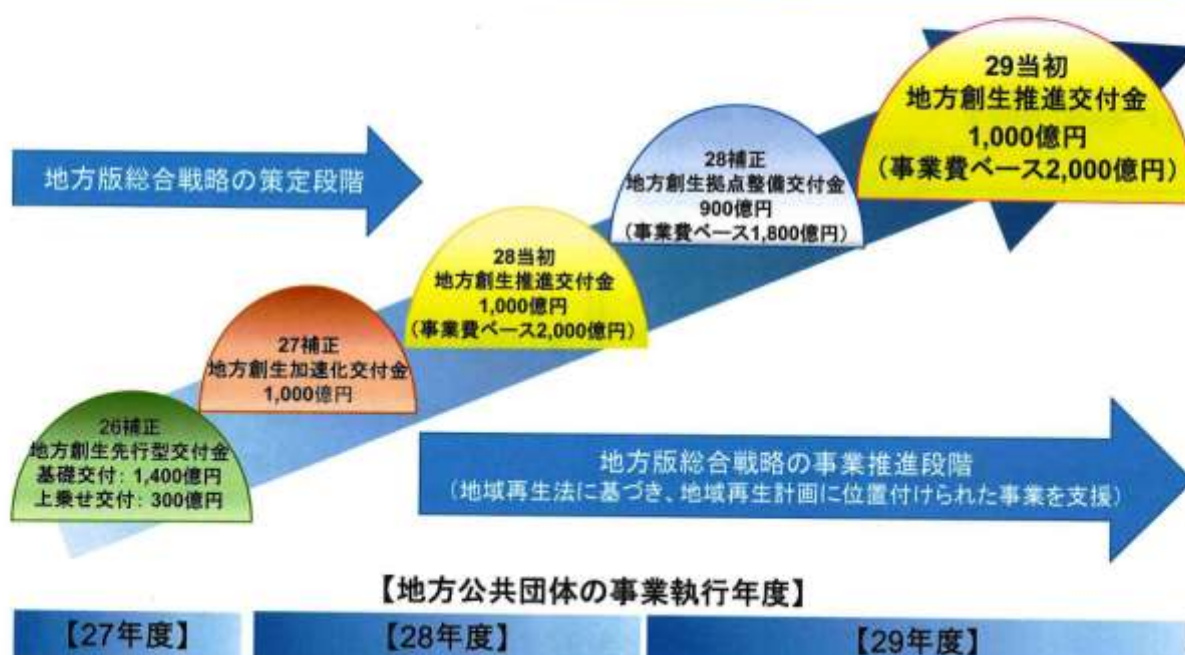 29当初
地方創生推進交付金
1,000億円
(事業費ベース2,000億円)
28補正
地方創生拠点整備交付金
900億円
(事業費ベース1,800億円)
地方版総合戦略の策定段階
28当初
地方創生推進交付金
1,000億円
(事業費ベース2,000億円)
27補正
地方創生加速化交付金
1,000億円
26補正
地方創生先行型交付金
基礎交付: 1,400億円
上乗せ交付: 300億円
地方版総合戦略の事業推進段階
(地域再生法に基づき、地域再生計画に位置付けられた事業を支援)
【地方公共団体の事業執行年度】
【27年度】
【28年度】
【29年度】